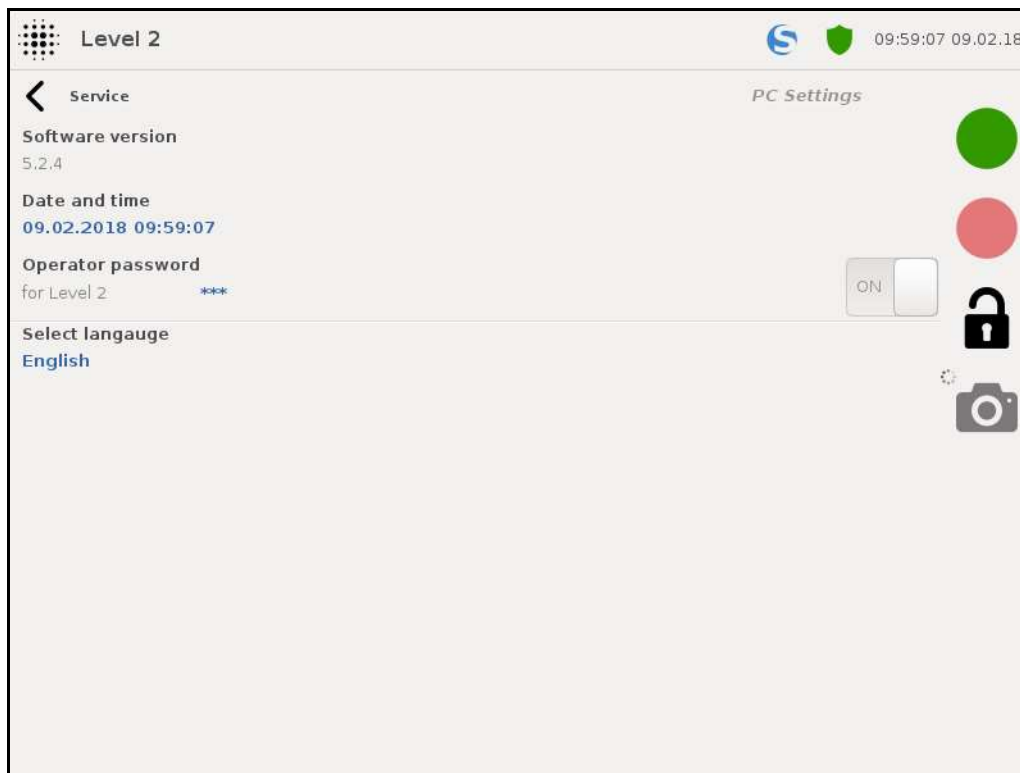 Level 2
09:59:07 09.02.18
Service
PC Settings
Software version
5.2.4
Date and time
09.02.2018 09:59:07
Operator password
for Level 2 ***
ON
Select langauge
English